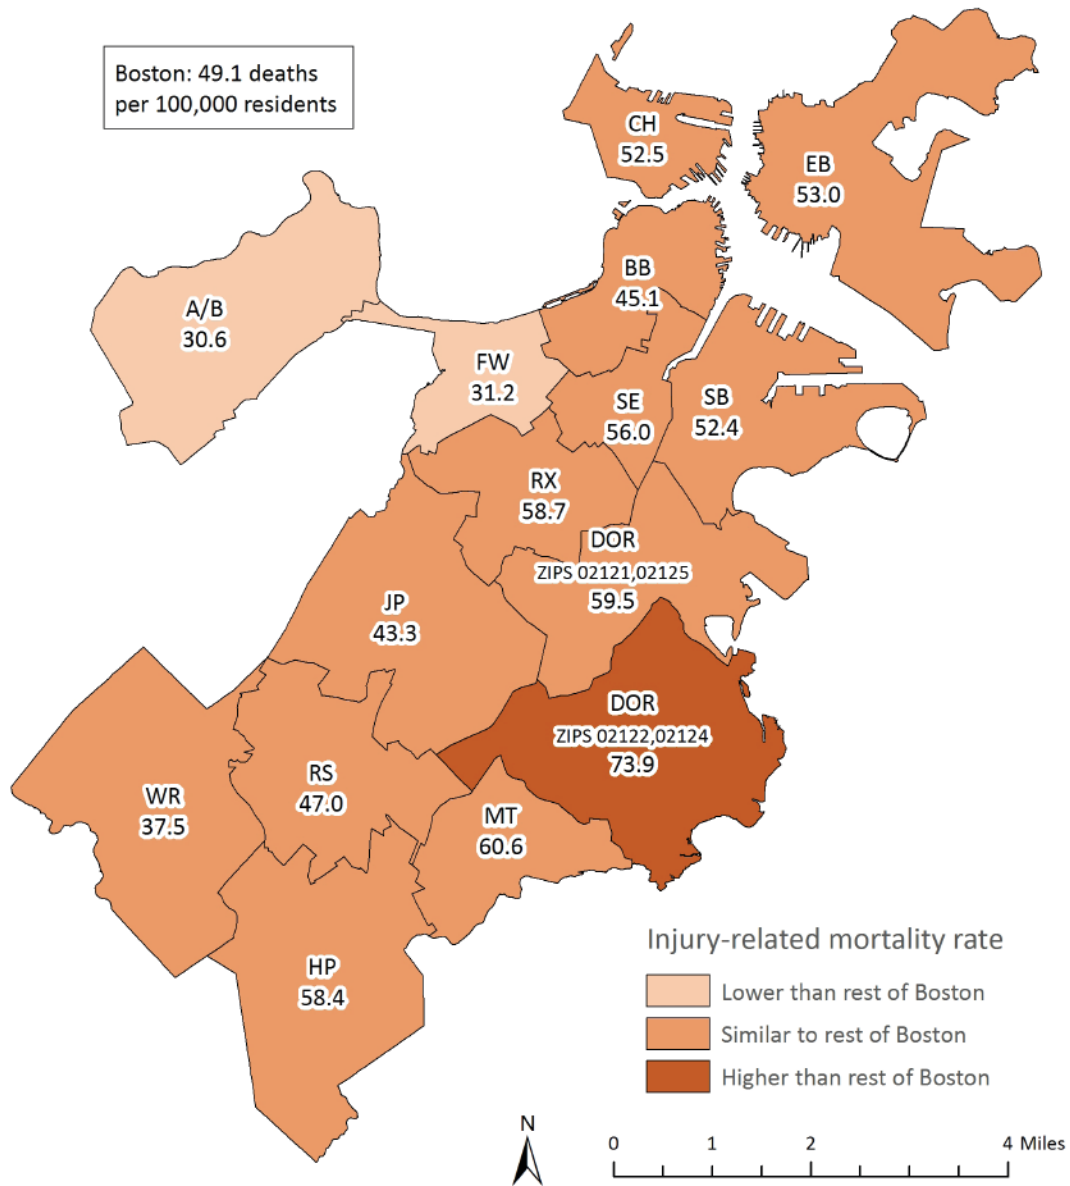 Boston: 49.1 deaths
per 100,000 residents
CH
52.5
EB
53.0
BB
45.1
A/B
30.6
FW
31.2
SE
56.0
SB
52.4
RX
58.7
DOR
ZIPS 02121,02125
59.5
JP
43.3
DOR
ZIPS 02122,02124
73.9
RS
47.0
WR
37.5
MT
60.6
HP
58.4
Injury-related mortality rate
Lower than rest of Boston
Similar to rest of Boston
Higher than rest of Boston
N
0 1 2 4 Miles